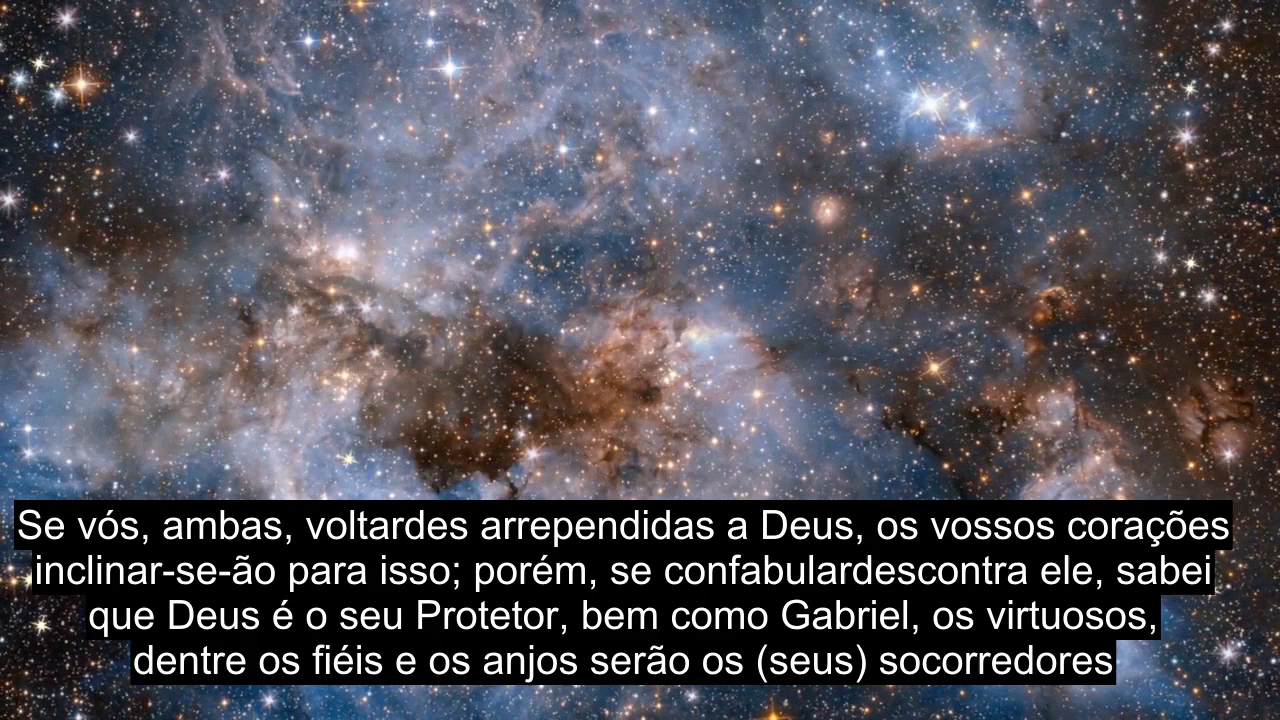 Se vós, ambas, voltardes arrependidas a Deus, os vossos corações
inclinar-se-ão para isso; porém, se confabulardescontra ele, sabei
que Deus é o seu Protetor, bem como Gabriel, os virtuosos,
dentre os fiéis e os anjos serão os (seus) socorredores